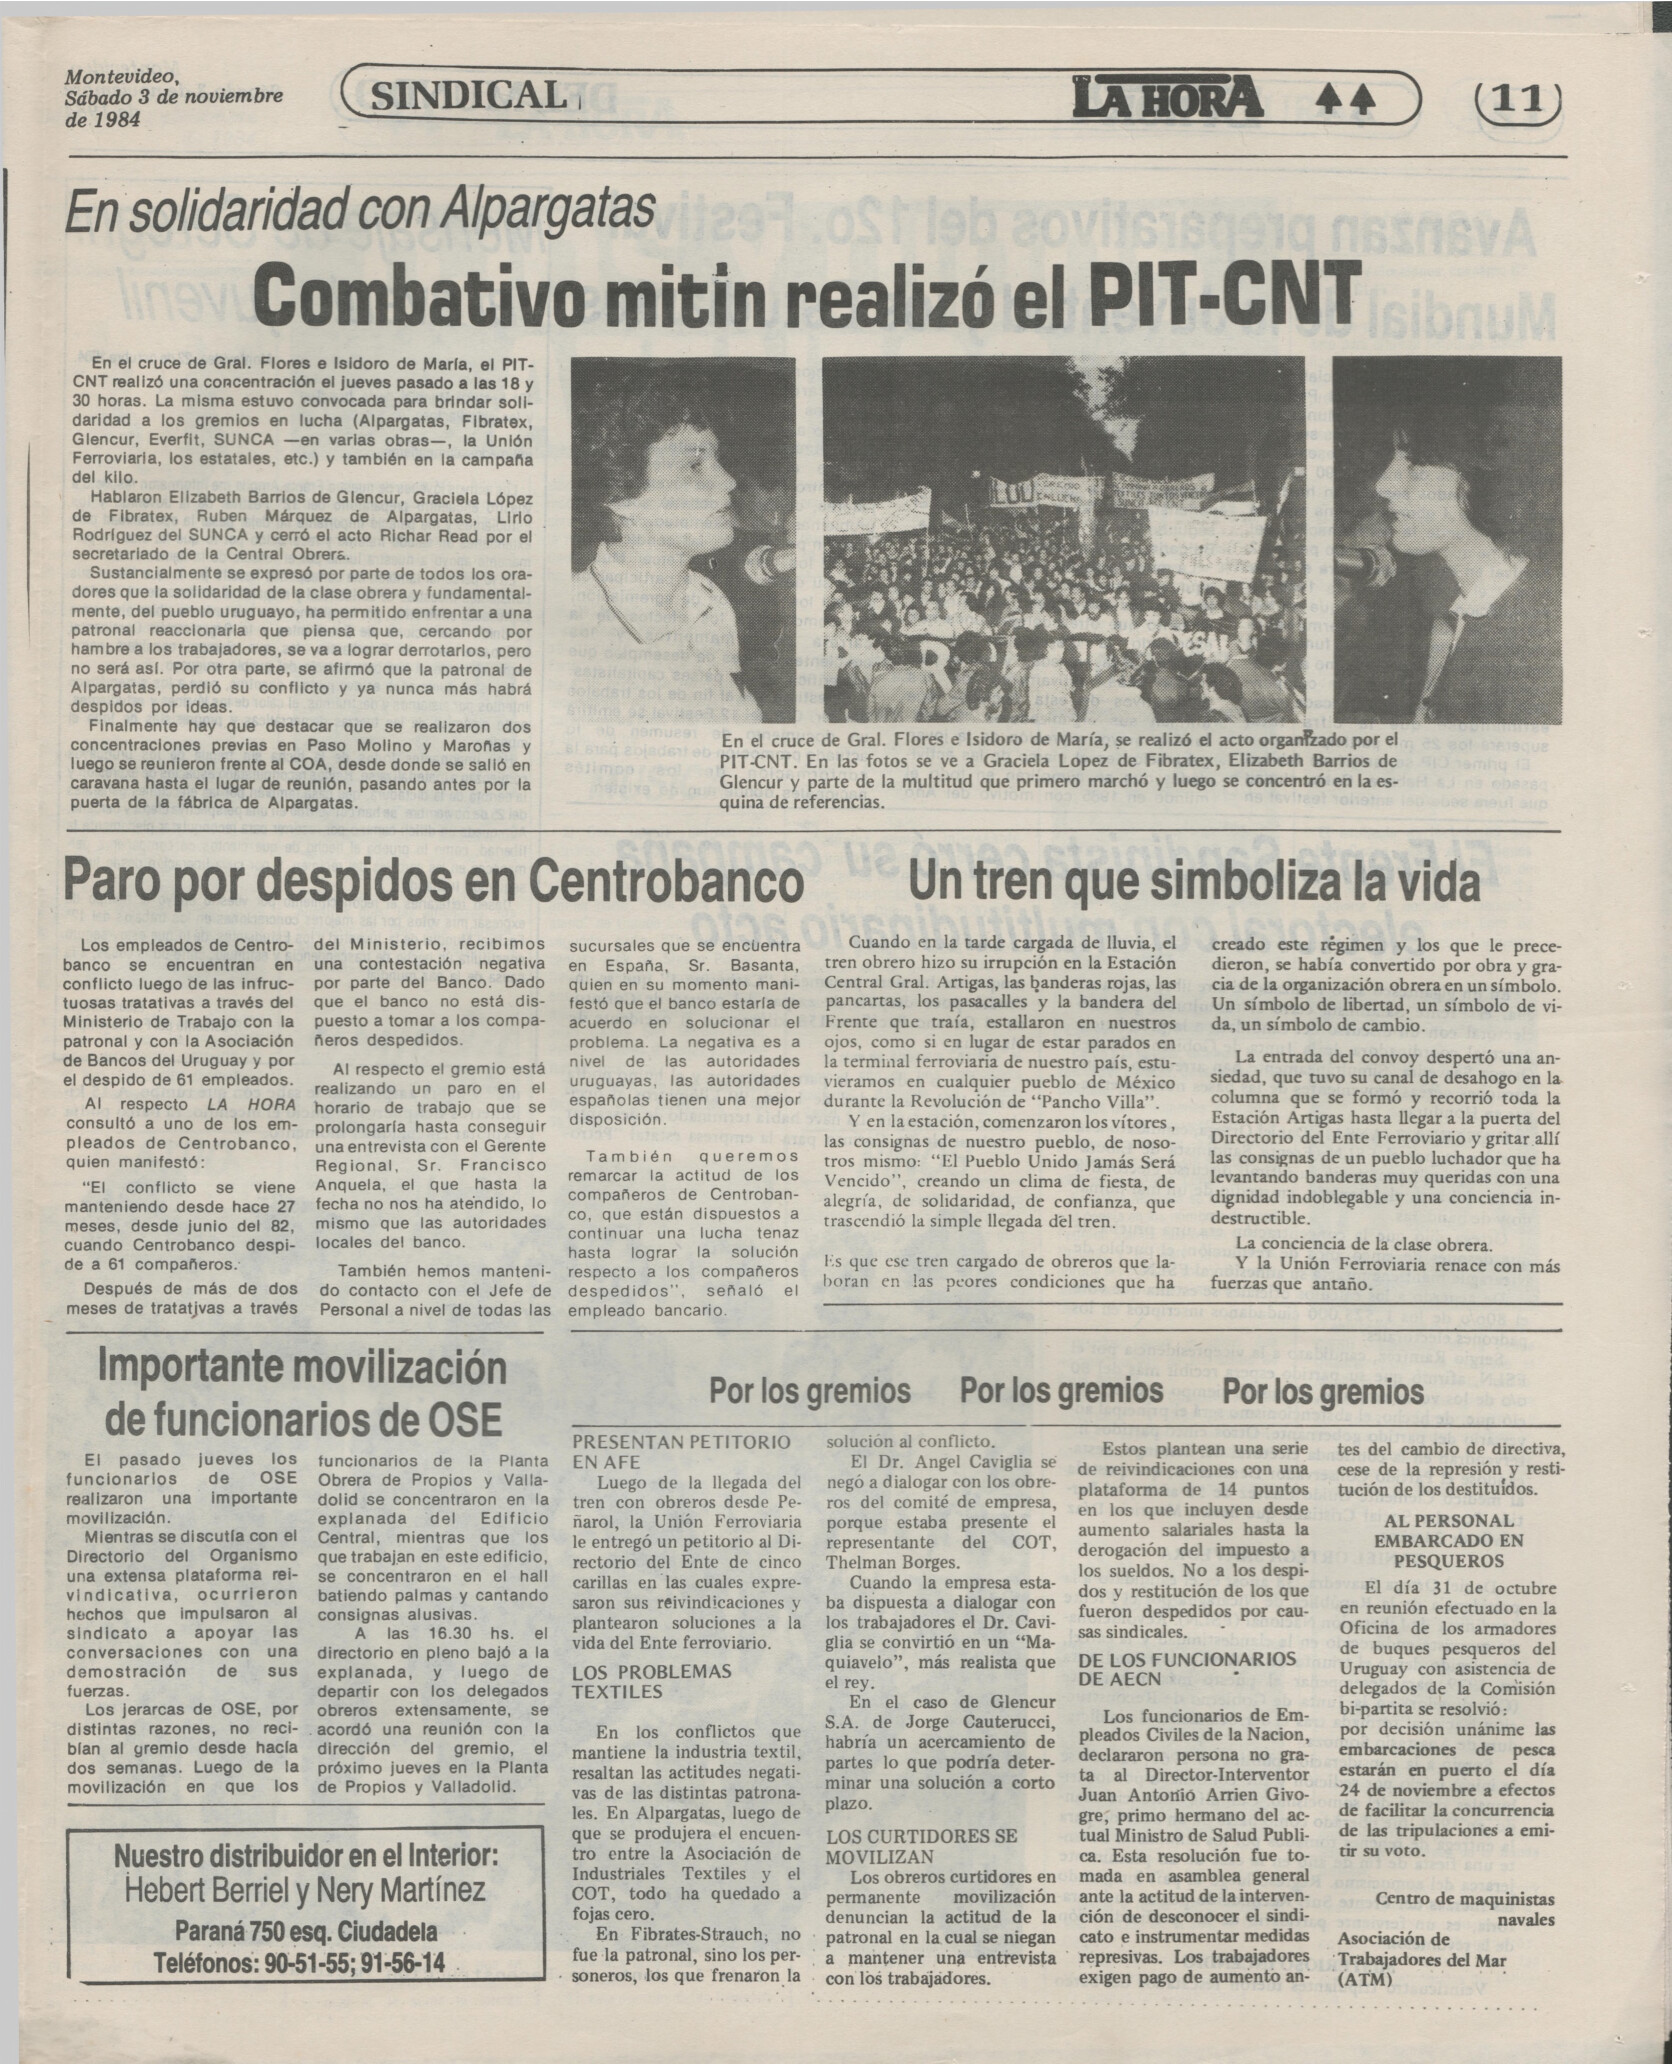 Montevideo,
Sábado 3 de noviembre
de 1984
SINDICAL
LA HORA
(11)
En solidaridad con Alpargatas
Combativo mitin realizó el PIT-CNT
En el cruce de Gral. Flores e Isidoro de María, el PIT-
CNT realizó una concentración el jueves pasado a las 18 y
30 horas. La misma estuvo convocada para brindar soli-
daridad a los gremios en lucha (Alpargatas, Fibratex,
Glencur, Everfit, SUNCA —en varias obras—, la Unión
Ferroviaria, los estatales, etc.) y también en la campaña
del kilo.
Hablaron Elizabeth Barrios de Glencur, Graciela López
de Fibratex, Ruben Márquez de Alpargatas, Lirio
Rodríguez del SUNCA y cerró el acto Richar Read por el
secretariado de la Central Obrera.
Sustancialmente se expresó por parte de todos los ora-
dores que la solidaridad de la clase obrera y fundamental-
mente, del pueblo uruguayo, ha permitido enfrentar a una
patronal reaccionaria que piensa que, cercando por
hambre a los trabajadores, se va a lograr derrotarlos, pero
no será así. Por otra parte, se afirmó que la patronal de
Alpargatas, perdió su conflicto y ya nunca más habrá
despidos por ideas.
Finalmente hay que destacar que se realizaron dos
concentraciones previas en Paso Molino y Maroñas y
luego se reunieron frente al COA, desde donde se salió en
caravana hasta el lugar de reunión, pasando antes por la
puerta de la fábrica de Alpargatas.
En el cruce de Gral. Flores e Isidoro de María, se realizó el acto organizado por el
PIT-CNT. En las fotos se ve a Graciela Lopez de Fibratex, Elizabeth Barrios de
Glencur y parte de la multitud que primero marchó y luego se concentró en la es-
quina de referencias.
Paro por despidos en Centrobanco
Los empleados de Centro-
banco se encuentran en
conflicto luego de las infruc-
tuosas tratativas a través del
Ministerio de Trabajo con la
patronal y con la Asociación
de Bancos del Uruguay y por
el despido de 61 empleados.
Al respecto LA HORA
consultó a uno de los em-
pleados de Centrobanco,
quien manifestó:
"El conflicto se viene
manteniendo desde hace 27
meses, desde junio del 82,
cuando Centrobanco despi-
de a 61 compañeros.
Después de más de dos
meses de tratativas a través
del Ministerio, recibimos
una contestación negativa
por parte del Banco. Dado
que el banco no está dis-
puesto a tomar a los compa-
ñeros despedidos.
Al respecto el gremio está
realizando un paro en el
horario de trabajo que se
prolongaría hasta conseguir
una entrevista con el Gerente
Regional, Sr. Francisco
Anquela, el que hasta la
fecha no nos ha atendido, lo
mismo que las autoridades
locales del banco.
También hemos manteni-
do contacto con el Jefe de
Personal a nivel de todas las
sucursales que se encuentra
en España, Sr. Basanta,
quien en su momento mani-
festó que el banco estaría de
acuerdo en solucionar el
problema. La negativa es a
nivel de las autoridades
uruguayas, las autoridades
españolas tienen una mejor
disposición.
También queremos
remarcar la actitud de los
compañeros de Centroban-
co, que están dispuestos a
continuar una lucha tenaz
hasta lograr la solución
respecto a los compañeros
despedidos", señaló el
empleado bancario.
Un tren que simboliza la vida
Cuando en la tarde cargada de lluvia, el
tren obrero hizo su irrupción en la Estación
Central Gral. Artigas, las banderas rojas, las
pancartas, los pasacalles y la bandera del
Frente que traía, estallaron en nuestros
ojos, como si en lugar de estar parados en
la terminal ferroviaria de nuestro país, estu-
vieramos en cualquier pueblo de México
durante la Revolución de "Pancho Villa".
Y en la estación, comenzaron los vítores,
las consignas de nuestro pueblo, de noso-
tros mismo: "El Pueblo Unido Jamás Será
Vencido", creando un clima de fiesta, de
alegría, de solidaridad, de confianza, que
trascendió la simple llegada del tren.
Es que ese tren cargado de obreros que la-
boran en las peores condiciones que ha
creado este régimen y los que le prece-
dieron, se había convertido por obra y gra-
cia de la organización obrera en un símbolo.
Un símbolo de libertad, un símbolo de vi-
da, un símbolo de cambio.
La entrada del convoy despertó una an-
siedad, que tuvo su canal de desahogo en la
columna que se formó y recorrió toda la
Estación Artigas hasta llegar a la puerta del
Directorio del Ente Ferroviario y gritar allí
las consignas de un pueblo luchador que ha
levantando banderas muy queridas con una
dignidad indoblegable y una conciencia in-
destructible.
La conciencia de la clase obrera.
Y la Unión Ferroviaria renace con más
fuerzas que antaño.
Importante movilización
de funcionarios de OSE
El pasado jueves los
funcionarios de OSE
realizaron una importante
movilización.
Mientras se discutía con el
Directorio del Organismo
una extensa plataforma rei-
vindicativa, ocurrieron
hechos que impulsaron al
sindicato a apoyar las
conversaciones con una
demostración de sus
fuerzas.
Los jerarcas de OSE, por
distintas razones, no reci-
bían al gremio desde hacía
dos semanas. Luego de la
movilización en que los
funcionarios de la Planta
Obrera de Propios y Valla-
dolid se concentraron en la
explanada del Edificio
Central, mientras que los
que trabajan en este edificio,
se concentraron en el hall
batiendo palmas y cantando
consignas alusivas.
A las 16.30 hs. el
directorio en pleno bajó a la
explanada, y luego de
departir con los delegados
obreros extensamente, se
acordó una reunión con la
dirección del gremio, el
próximo jueves en la Planta
de Propios y Valladolid.
Nuestro distribuidor en el Interior:
Hebert Berriel y Nery Martínez
Paraná 750 esq. Ciudadela
Teléfonos: 90-51-55; 91-56-14
Por los gremios Por los gremios Por los gremios
PRESENTAN PETITORIO
EN AFE
Luego de la llegada del
tren con obreros desde Pe-
ñarol, la Unión Ferroviaria
le entregó un petitorio al Di-
rectorio del Ente de cinco
carillas en las cuales expre-
saron sus reivindicaciones y
plantearon soluciones a la
vida del Ente ferroviario.
LOS PROBLEMAS
TEXTILES
En los conflictos que
mantiene la industria textil,
resaltan las actitudes negati-
vas de las distintas patrona-
les. En Alpargatas, luego de
que se produjera el encuen-
tro entre la Asociación de
Industriales Textiles y el
COT, todo ha quedado a
fojas cero.
En Fibrates-Strauch, no
fue la patronal, sino los per-
soneros, los que frenaron la
solución al conflicto.
El Dr. Angel Caviglia se
negó a dialogar con los obre-
ros del comité de empresa,
porque estaba presente el
representante del COT,
Thelman Borges.
Cuando la empresa esta-
ba dispuesta a dialogar con
los trabajadores el Dr. Cavi-
glia se convirtió en un "Ma-
quiavelo", más realista que
el rey.
En el caso de Glencur
S.A. de Jorge Cauterucci,
habría un acercamiento de
partes lo que podría deter-
minar una solución a corto
plazo.
LOS CURTIDORES SE
MOVILIZAN
Los obreros curtidores en
permanente movilización
denuncian la actitud de la
patronal en la cual se niegan
a mantener una entrevista
con los trabajadores.
Estos plantean una serie
de reivindicaciones con una
plataforma de 14 puntos
en los que incluyen desde
aumento salariales hasta la
derogación del impuesto a
los sueldos. No a los despi-
dos y restitución de los que
fueron despedidos por cau-
sas sindicales.
DE LOS FUNCIONARIOS
DE AECN
Los funcionarios de Em-
pleados Civiles de la Nacion,
declararon persona no gra-
ta al Director-Interventor
Juan Antonio Arrien Givo-
gre, primo hermano del ac-
tual Ministro de Salud Publi-
ca. Esta resolución fue to-
mada en asamblea general
ante la actitud de la interven-
ción de desconocer el sindi-
cato e instrumentar medidas
represivas. Los trabajadores
exigen pago de aumento an-
tes del cambio de directiva,
cese de la represión y resti-
tución de los destituídos.
AL PERSONAL
EMBARCADO EN
PESQUEROS
El día 31 de octubre
en reunión efectuado en la
Oficina de los armadores
de buques pesqueros del
Uruguay con asistencia de
delegados de la Comisión
bi-partita se resolvió:
por decisión unánime las
embarcaciones de pesca
estarán en puerto el día
24 de noviembre a efectos
de facilitar la concurrencia
de las tripulaciones a emi-
tir su voto.
Centro de maquinistas
navales
Asociación de
Trabajadores del Mar
(ATM)